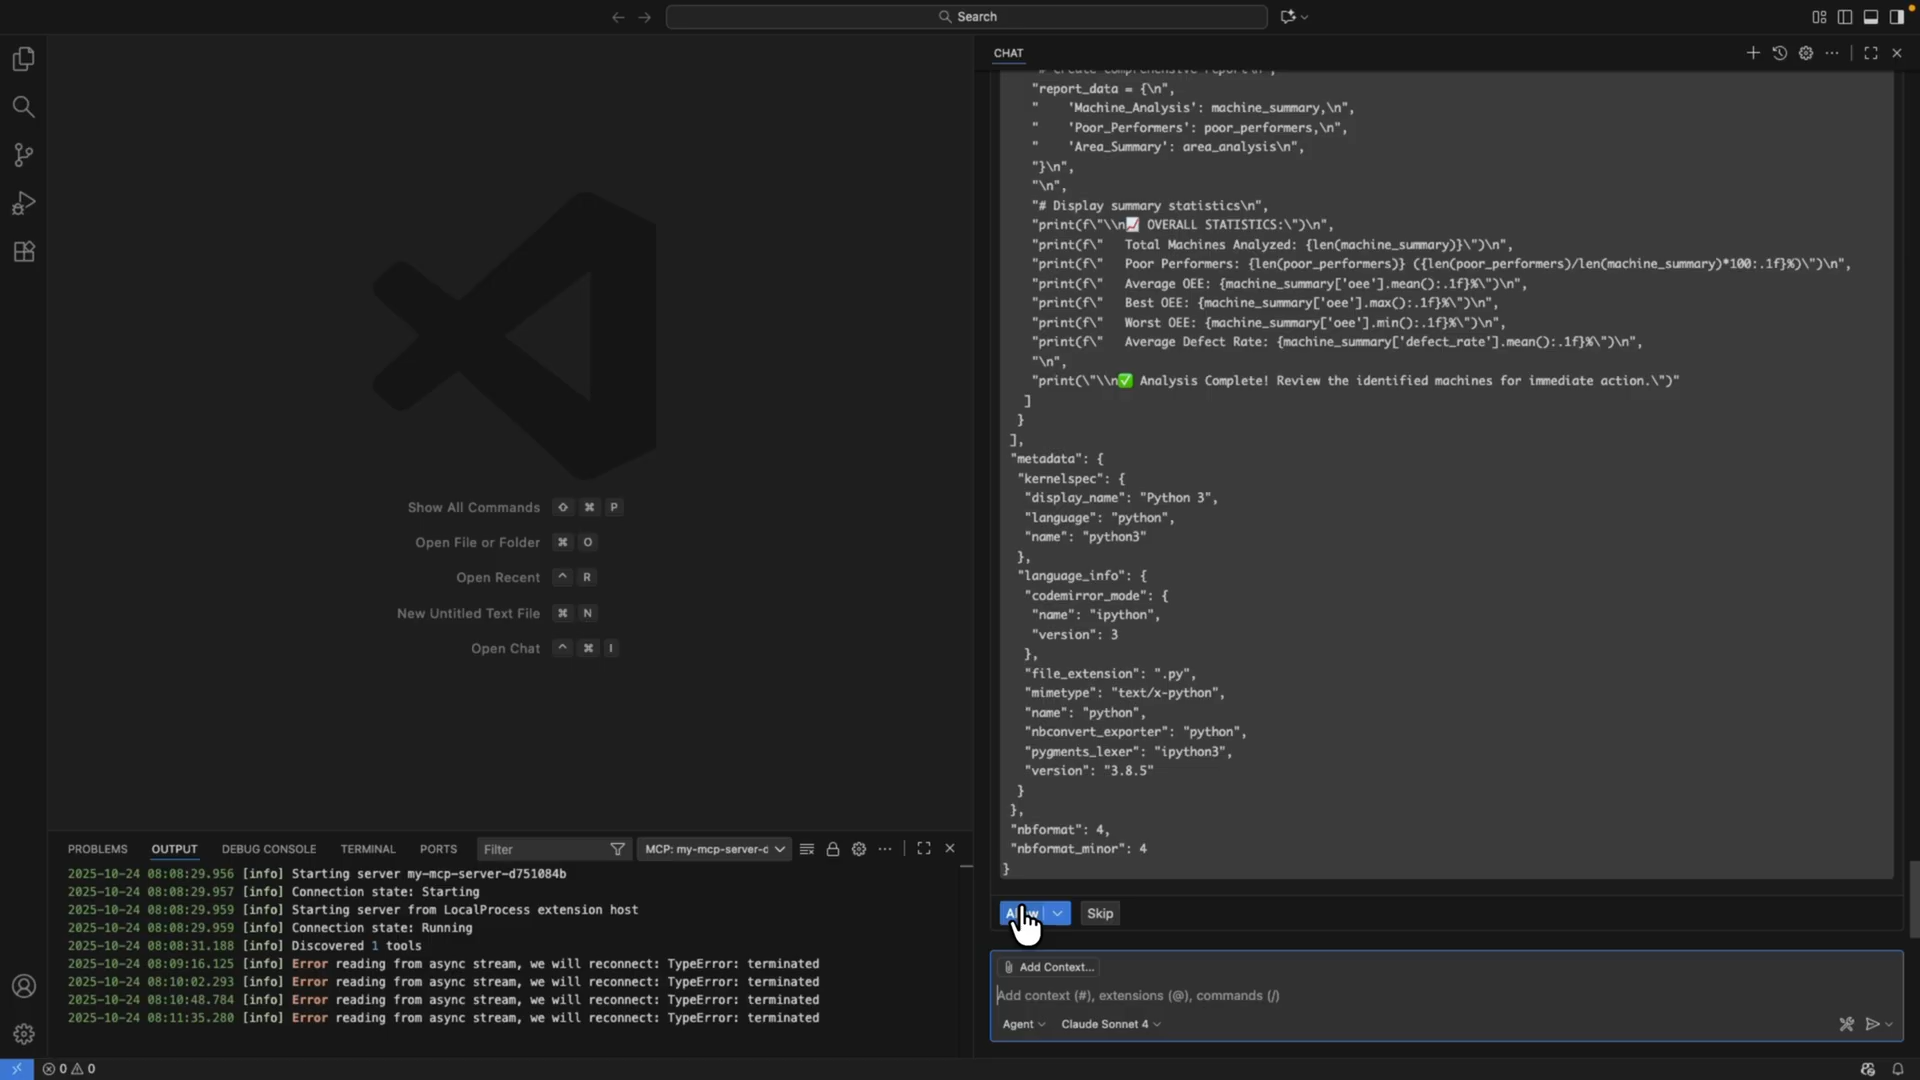 Search
CHAT
"report_data = {\n",
"    'Machine_Analysis': machine_summary,\n",
"    'Poor_Performers': poor_performers,\n",
"    'Area_Summary': area_analysis\n",
"}\n",
"\n",
"# Display summary statistics\n",
"print(f\"\\n📈 OVERALL STATISTICS:\")\n",
"print(f\"   Total Machines Analyzed: {len(machine_summary)}\")\n",
"print(f\"   Poor Performers: {len(poor_performers)} ({len(poor_performers)/len(machine_summary)*100:.1f}%)\")\n",
"print(f\"   Average OEE: {machine_summary['oee'].mean():.1f}%\")\n",
"print(f\"   Best OEE: {machine_summary['oee'].max():.1f}%\")\n",
"print(f\"   Worst OEE: {machine_summary['oee'].min():.1f}%\")\n",
"print(f\"   Average Defect Rate: {machine_summary['defect_rate'].mean():.1f}%\")\n",
"\n",
"print(\"\\n✅ Analysis Complete! Review the identified machines for immediate action.\")"
]
}
],
"metadata": {
"kernelspec": {
"display_name": "Python 3",
"language": "python",
"name": "python3"
},
"language_info": {
"codemirror_mode": {
"name": "ipython",
"version": 3
},
"file_extension": ".py",
"mimetype": "text/x-python",
"name": "python",
"nbconvert_exporter": "python",
"pygments_lexer": "ipython3",
"version": "3.8.5"
}
},
"nbformat": 4,
"nbformat_minor": 4
}
Skip
Add Context...
Add context (#), extensions (@), commands (/)
Agent Claude Sonnet 4
Show All Commands ⇧ ⌘ P
Open File or Folder ⌘ O
Open Recent ^ R
New Untitled Text File ⌘ N
Open Chat ^ ⌘ I
PROBLEMS OUTPUT DEBUG CONSOLE TERMINAL PORTS Filter MCP: my-mcp-server-d
2025-10-24 08:08:29.956 [info] Starting server my-mcp-server-d751084b
2025-10-24 08:08:29.957 [info] Connection state: Starting
2025-10-24 08:08:29.959 [info] Starting server from LocalProcess extension host
2025-10-24 08:08:29.959 [info] Connection state: Running
2025-10-24 08:08:31.188 [info] Discovered 1 tools
2025-10-24 08:09:16.125 [info] Error reading from async stream, we will reconnect: TypeError: terminated
2025-10-24 08:10:02.293 [info] Error reading from async stream, we will reconnect: TypeError: terminated
2025-10-24 08:10:48.784 [info] Error reading from async stream, we will reconnect: TypeError: terminated
2025-10-24 08:11:35.280 [info] Error reading from async stream, we will reconnect: TypeError: terminated
0 0